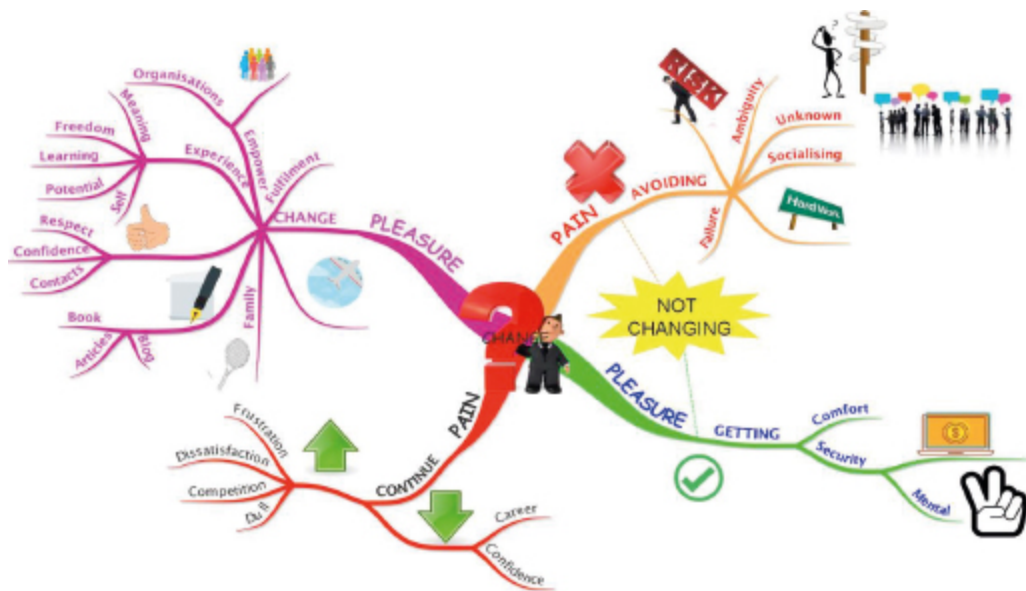 Organisations
Empower
Meaning
Freedom
Learning
Potential
Self
Experience
Fulfilment
CHANGE
PLEASURE
Respect
Confidence
Contacts
Book
Articles
Blog
Family
RISK
Ambiguity
Unknown
Socialising
Hard Work
Failure
AVOIDING
PAIN
NOT
CHANGING
CHANGE
PLEASURE
GETTING
Comfort
Security
Mental
PAIN
CONTINUE
Frustration
Dissatisfaction
Competition
Dull
Career
Confidence